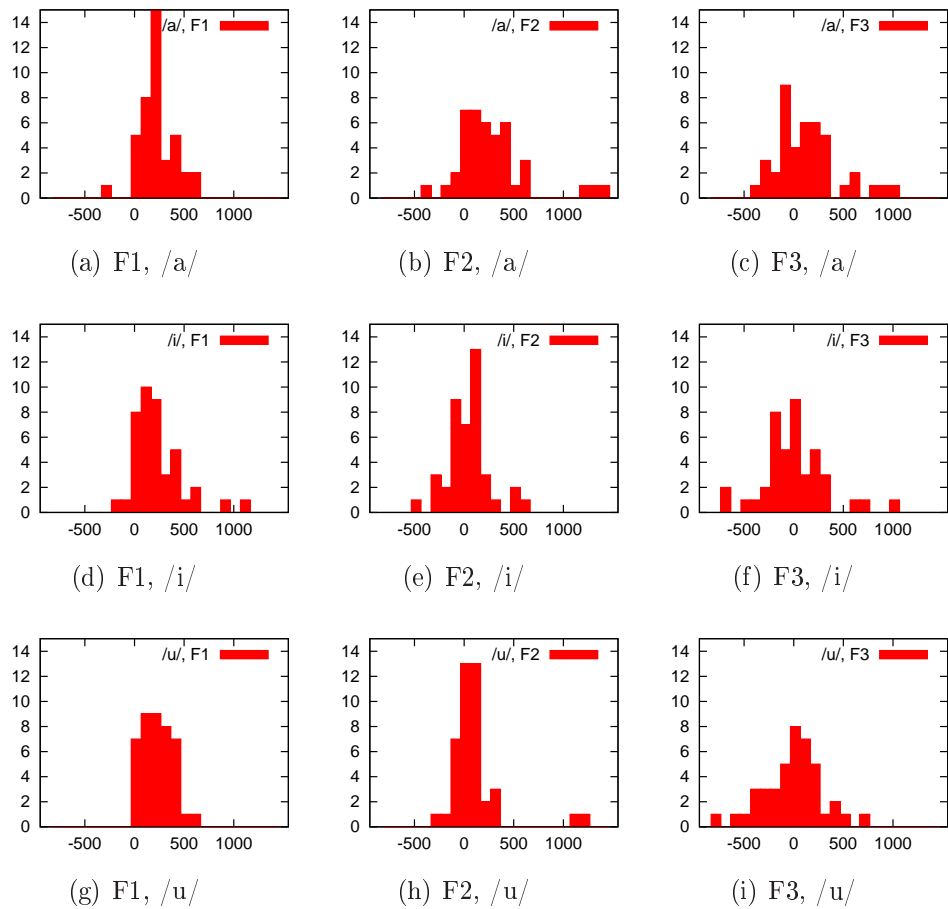 /a/, F1
14
12
10
8
6
4
2
0
-500 0 500 1000
(a) F1, /a/
/a/, F2
14
12
10
8
6
4
2
0
-500 0 500 1000
(b) F2, /a/
/a/, F3
14
12
10
8
6
4
2
0
-500 0 500 1000
(c) F3, /a/
/i/, F1
14
12
10
8
6
4
2
0
-500 0 500 1000
(d) F1, /i/
/i/, F2
14
12
10
8
6
4
2
0
-500 0 500 1000
(e) F2, /i/
/i/, F3
14
12
10
8
6
4
2
0
-500 0 500 1000
(f) F3, /i/
/u/, F1
14
12
10
8
6
4
2
0
-500 0 500 1000
(g) F1, /u/
/u/, F2
14
12
10
8
6
4
2
0
-500 0 500 1000
(h) F2, /u/
/u/, F3
14
12
10
8
6
4
2
0
-500 0 500 1000
(i) F3, /u/